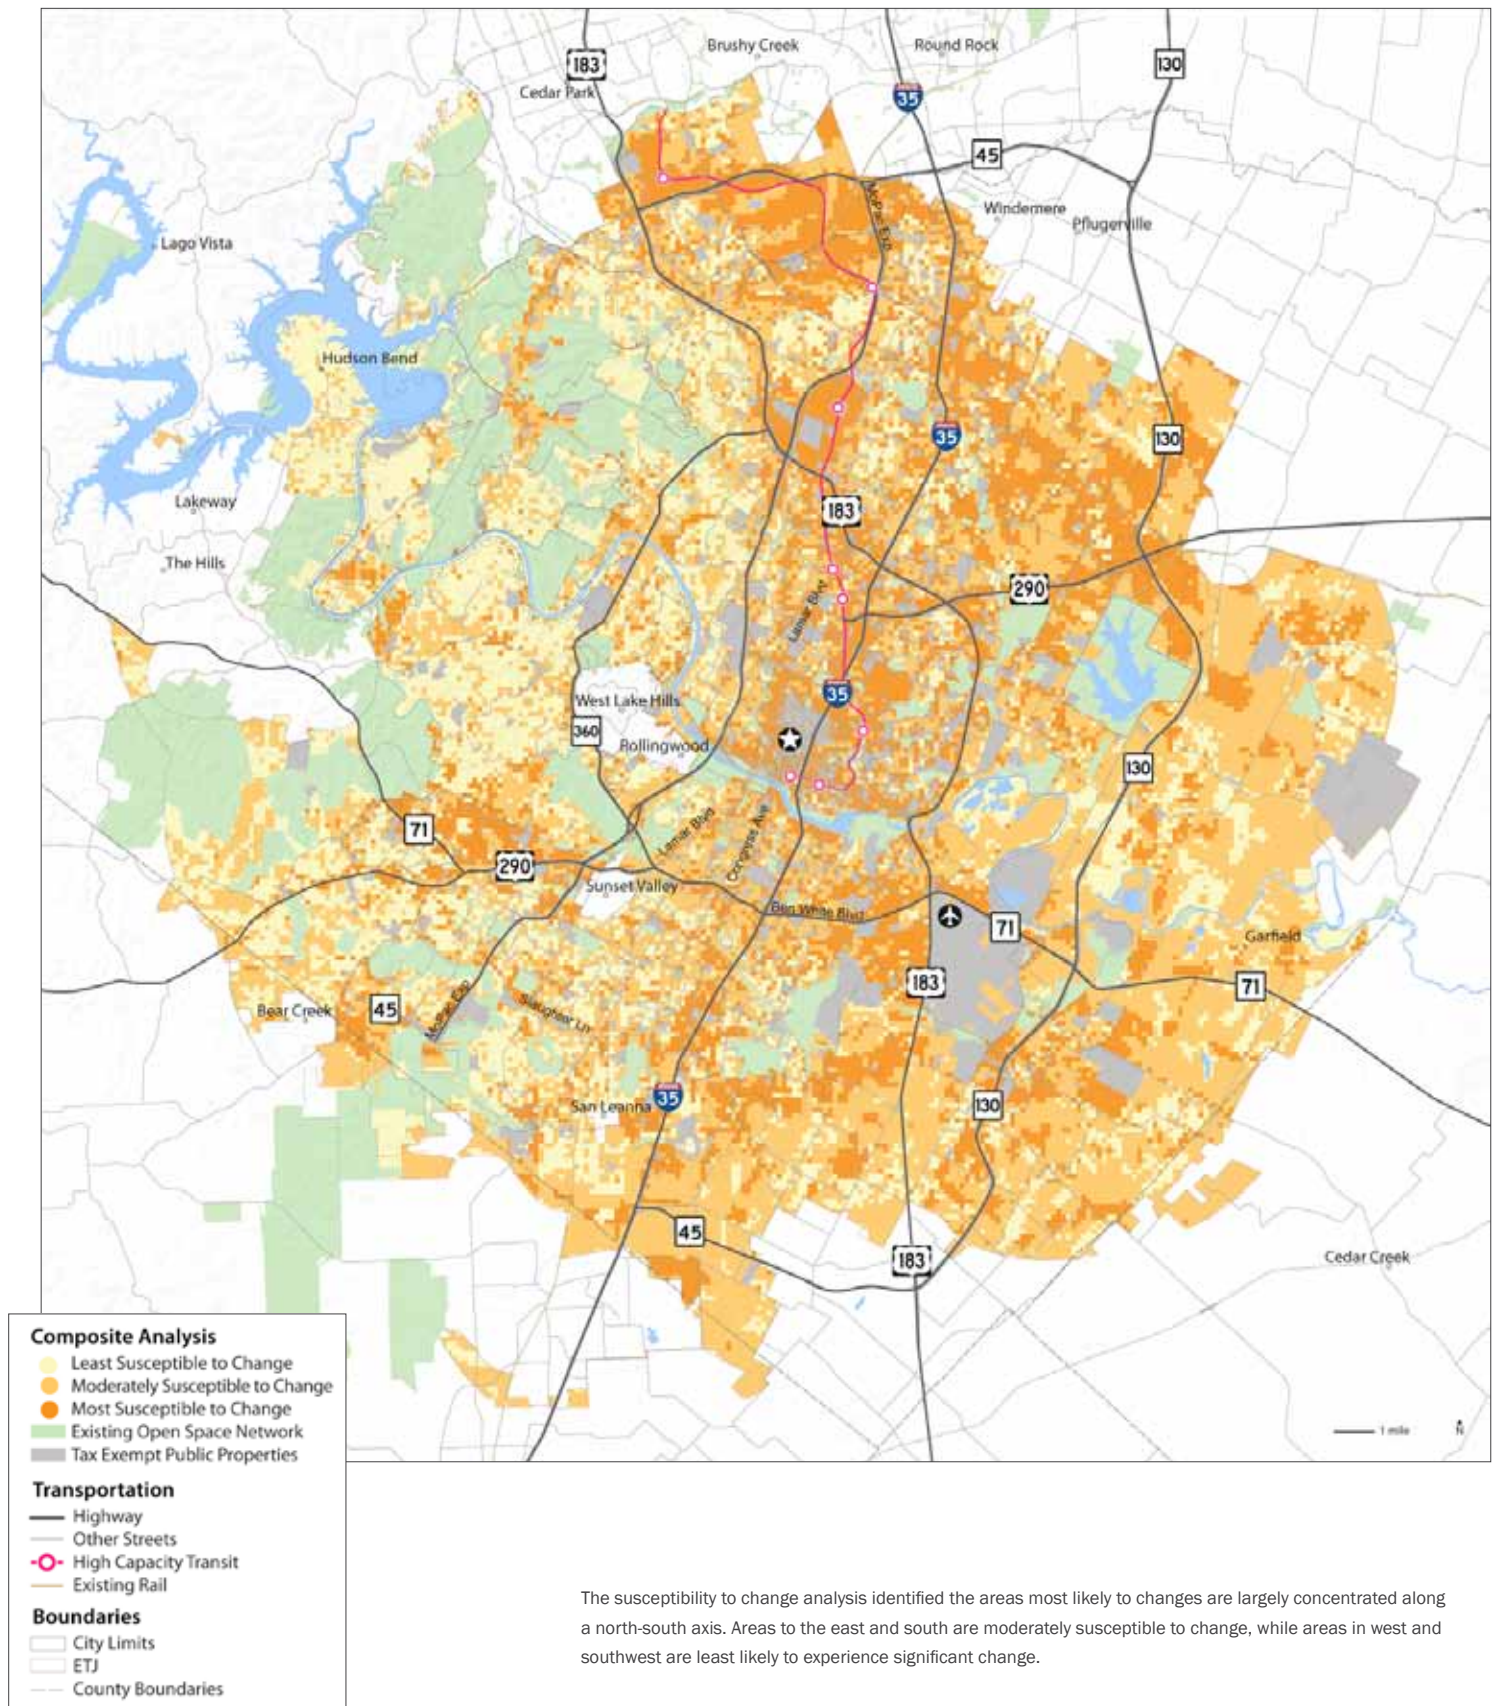 Brushy Creek
Round Rock
183
130
Cedar Park
35
45
MoPac Exp
Windemere
Pflugerville
Lago Vista
Hudson Bend
35
130
Lakeway
183
The Hills
290
Lamar Blvd
35
West Lake Hills
360
Rollingwood
130
71
Lamar Blvd
Congress Ave
290
Sunset Valley
Ben White Blvd
71
Garfield
183
71
Bear Creek
45
MoPac Exp
Slaughter Ln
San Leanna
35
130
45
183
Cedar Creek
1 mile
N
Composite Analysis
Least Susceptible to Change
Moderately Susceptible to Change
Most Susceptible to Change
Existing Open Space Network
Tax Exempt Public Properties
Transportation
Highway
Other Streets
High Capacity Transit
Existing Rail
Boundaries
City Limits
ETJ
County Boundaries
The susceptibility to change analysis identified the areas most likely to changes are largely concentrated along
a north-south axis. Areas to the east and south are moderately susceptible to change, while areas in west and
southwest are least likely to experience significant change.